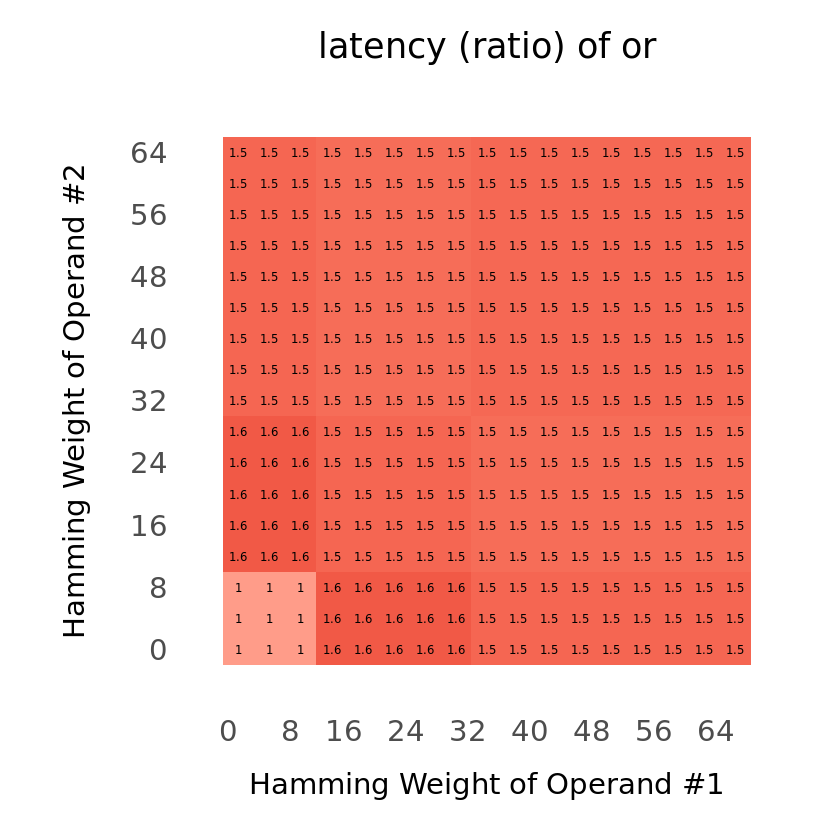 latency (ratio) of or
Hamming Weight of Operand #2
64 1.5 1.5 1.5 1.5 1.5 1.5 1.5 1.5 1.5 1.5 1.5 1.5 1.5 1.5 1.5 1.5 1.5
1.5 1.5 1.5 1.5 1.5 1.5 1.5 1.5 1.5 1.5 1.5 1.5 1.5 1.5 1.5 1.5 1.5
56 1.5 1.5 1.5 1.5 1.5 1.5 1.5 1.5 1.5 1.5 1.5 1.5 1.5 1.5 1.5 1.5 1.5
1.5 1.5 1.5 1.5 1.5 1.5 1.5 1.5 1.5 1.5 1.5 1.5 1.5 1.5 1.5 1.5 1.5
48 1.5 1.5 1.5 1.5 1.5 1.5 1.5 1.5 1.5 1.5 1.5 1.5 1.5 1.5 1.5 1.5 1.5
1.5 1.5 1.5 1.5 1.5 1.5 1.5 1.5 1.5 1.5 1.5 1.5 1.5 1.5 1.5 1.5 1.5
40 1.5 1.5 1.5 1.5 1.5 1.5 1.5 1.5 1.5 1.5 1.5 1.5 1.5 1.5 1.5 1.5 1.5
1.5 1.5 1.5 1.5 1.5 1.5 1.5 1.5 1.5 1.5 1.5 1.5 1.5 1.5 1.5 1.5 1.5
32 1.5 1.5 1.5 1.5 1.5 1.5 1.5 1.5 1.5 1.5 1.5 1.5 1.5 1.5 1.5 1.5 1.5
1.6 1.6 1.6 1.5 1.5 1.5 1.5 1.5 1.5 1.5 1.5 1.5 1.5 1.5 1.5 1.5 1.5
24 1.6 1.6 1.6 1.5 1.5 1.5 1.5 1.5 1.5 1.5 1.5 1.5 1.5 1.5 1.5 1.5 1.5
1.6 1.6 1.6 1.5 1.5 1.5 1.5 1.5 1.5 1.5 1.5 1.5 1.5 1.5 1.5 1.5 1.5
16 1.6 1.6 1.6 1.5 1.5 1.5 1.5 1.5 1.5 1.5 1.5 1.5 1.5 1.5 1.5 1.5 1.5
1.6 1.6 1.6 1.5 1.5 1.5 1.5 1.5 1.5 1.5 1.5 1.5 1.5 1.5 1.5 1.5 1.5
8 1 1 1 1.6 1.6 1.6 1.6 1.6 1.5 1.5 1.5 1.5 1.5 1.5 1.5 1.5 1.5
1 1 1 1.6 1.6 1.6 1.6 1.6 1.5 1.5 1.5 1.5 1.5 1.5 1.5 1.5 1.5
0 1 1 1 1.6 1.6 1.6 1.6 1.6 1.5 1.5 1.5 1.5 1.5 1.5 1.5 1.5 1.5
0 8 16 24 32 40 48 56 64
Hamming Weight of Operand #1